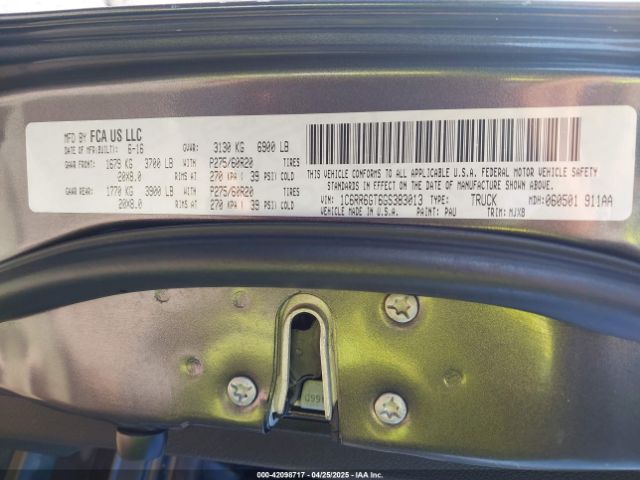 MFD BY FCA US LLC
DATE OF MFR(BUILT): 6-16 GVWR: 3130 KG 6900 LB
GAWR FRONT: 1679 KG 3700 LB WITH P275/60R20 TIRES
20X8.0 RIMS AT 270 KPA ( 39 PSI) COLD
GAWR REAR: 1770 KG 3900 LB WITH P275/60R20 TIRES
20X8.0 RIMS AT 270 KPA ( 39 PSI) COLD
THIS VEHICLE CONFORMS TO ALL APPLICABLE U.S.A. FEDERAL MOTOR VEHICLE SAFETY
STANDARDS IN EFFECT ON THE DATE OF MANUFACTURE SHOWN ABOVE.
VIN: 1C6RR6GT6GS383013 TYPE: TRUCK MDH:060501 911AA
VEHICLE MADE IN U.S.A. PAINT: PAU TRIM: MJX8
000-42098717 - 04/25/2025 - IAAI.COM